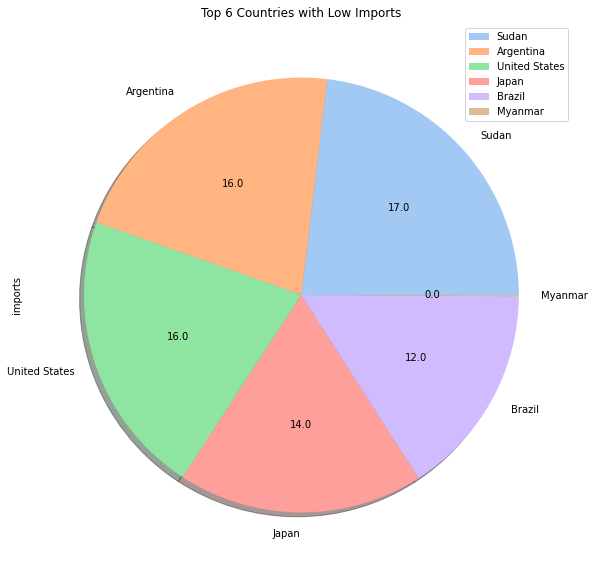 Top 6 Countries with Low Imports
Sudan
Argentina
United States
Japan
Brazil
Myanmar
Argentina
Sudan
16.0
17.0
imports
0.0
Myanmar
16.0
12.0
United States
14.0
Brazil
Japan